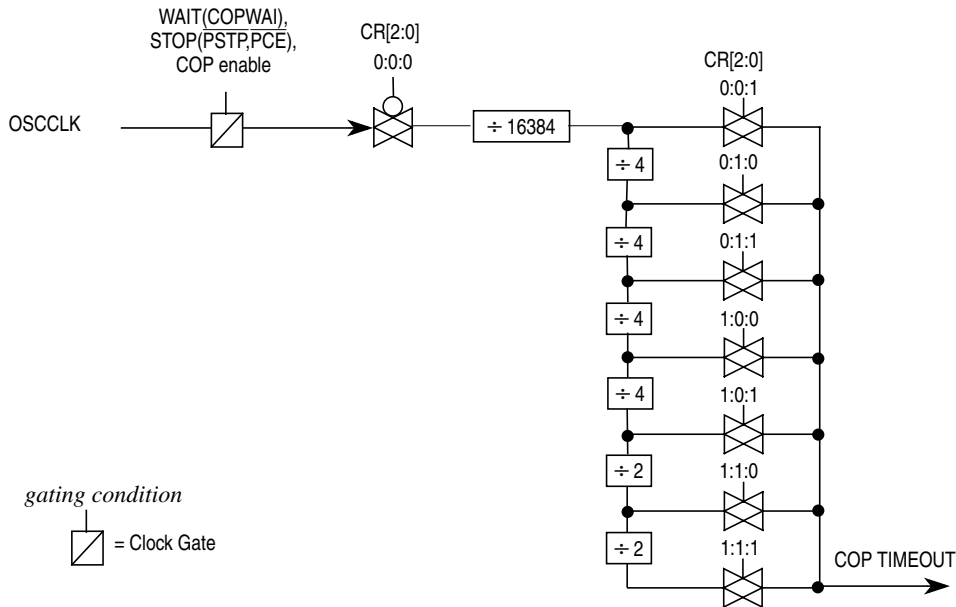 WAIT(COPWAI),
STOP(PSTP,PCE),
COP enable
CR[2:0]
0:0:0
CR[2:0]
0:0:1
OSCCLK
÷ 16384
÷ 4
0:1:0
÷ 4
0:1:1
÷ 4
1:0:0
÷ 4
1:0:1
÷ 2
1:1:0
gating condition
= Clock Gate
÷ 2
1:1:1
COP TIMEOUT